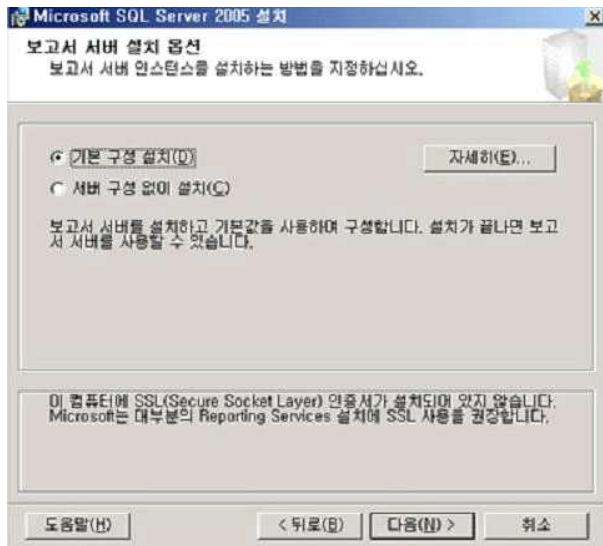 Microsoft SQL Server 2005 설치
보고서 서버 설치 옵션
보고서 서버 인스턴스를 설치하는 방법을 지정하십시오.
기본 구성 설치(D)
자세히(E)...
서버 구성 없이 설치(C)
보고서 서버를 설치하고 기본값을 사용하여 구성합니다. 설치가 끝나면 보고
서 서버를 사용할 수 있습니다.
이 컴퓨터에 SSL(Secure Socket Layer) 인증서가 설치되어 있지 않습니다.
Microsoft는 대부분의 Reporting Services 설치에 SSL 사용을 권장합니다.
도움말(H)
< 뒤로(B)
다음(N) >
취소